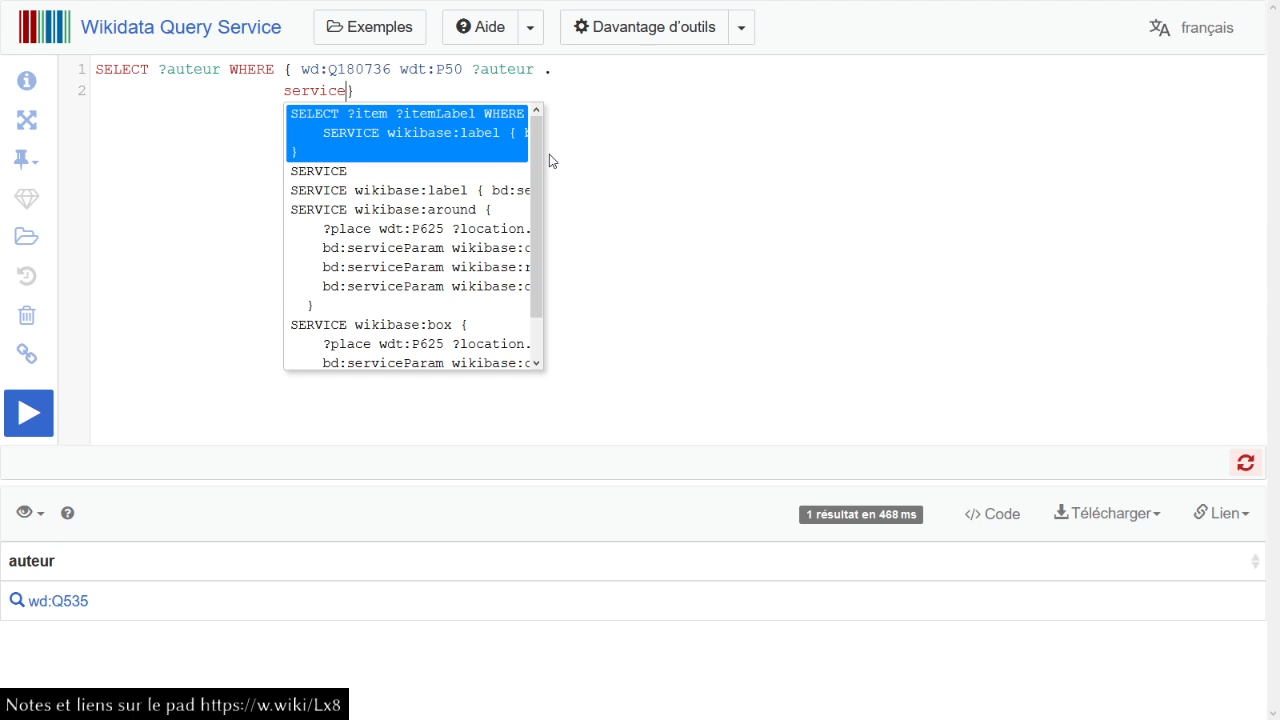 Wikidata Query Service
Exemples
Aide
Davantage d'outils
français
1 SELECT ?auteur WHERE { wd:Q180736 wdt:P50 ?auteur .
2 service}
SELECT ?item ?itemLabel WHERE
SERVICE wikibase:label {
}
SERVICE
SERVICE wikibase:label { bd:se
SERVICE wikibase:around {
?place wdt:P625 ?location.
bd:serviceParam wikibase:c
bd:serviceParam wikibase:r
bd:serviceParam wikibase:c
}
SERVICE wikibase:box {
?place wdt:P625 ?location.
bd:serviceParam wikibase:c
1 résultat en 468 ms
</> Code
Télécharger
Lien
auteur
wd:Q535
Notes et liens sur le pad https://w.wiki/Lx8